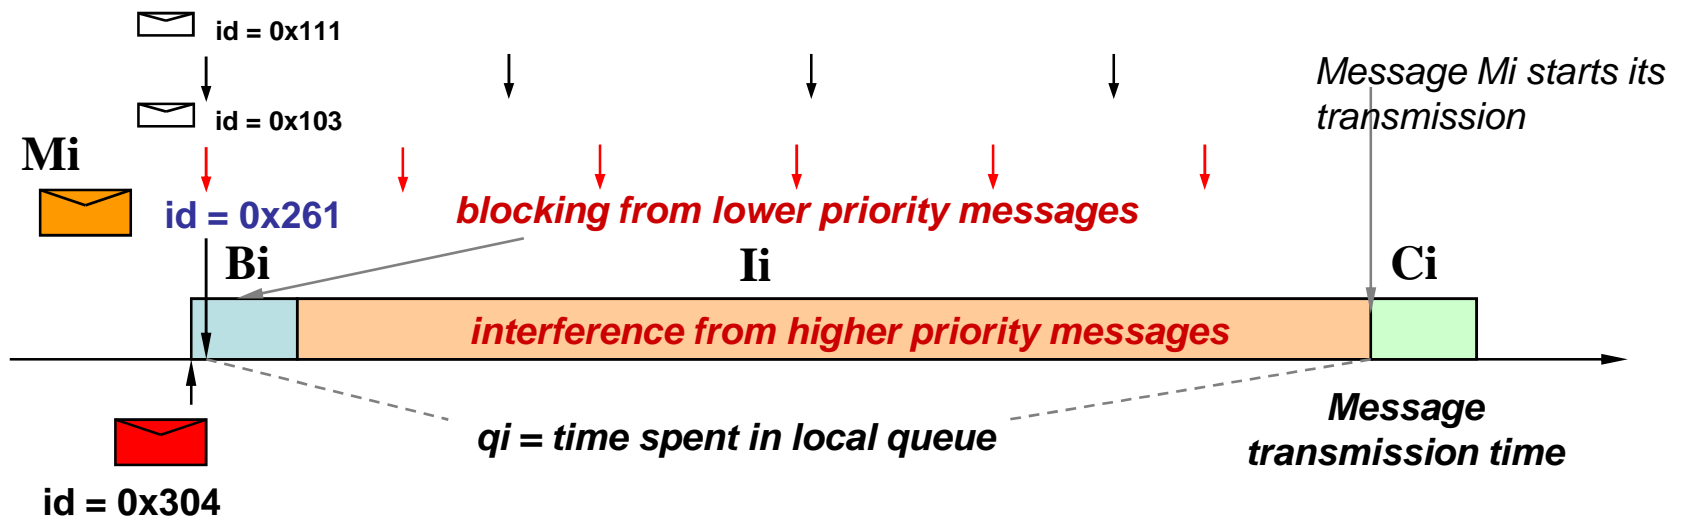 id = 0x111
Message Mi starts its
transmission
id = 0x103
Mi
id = 0x261
blocking from lower priority messages
Bi
Ii
Ci
interference from higher priority messages
qi = time spent in local queue
Message
transmission time
id = 0x304